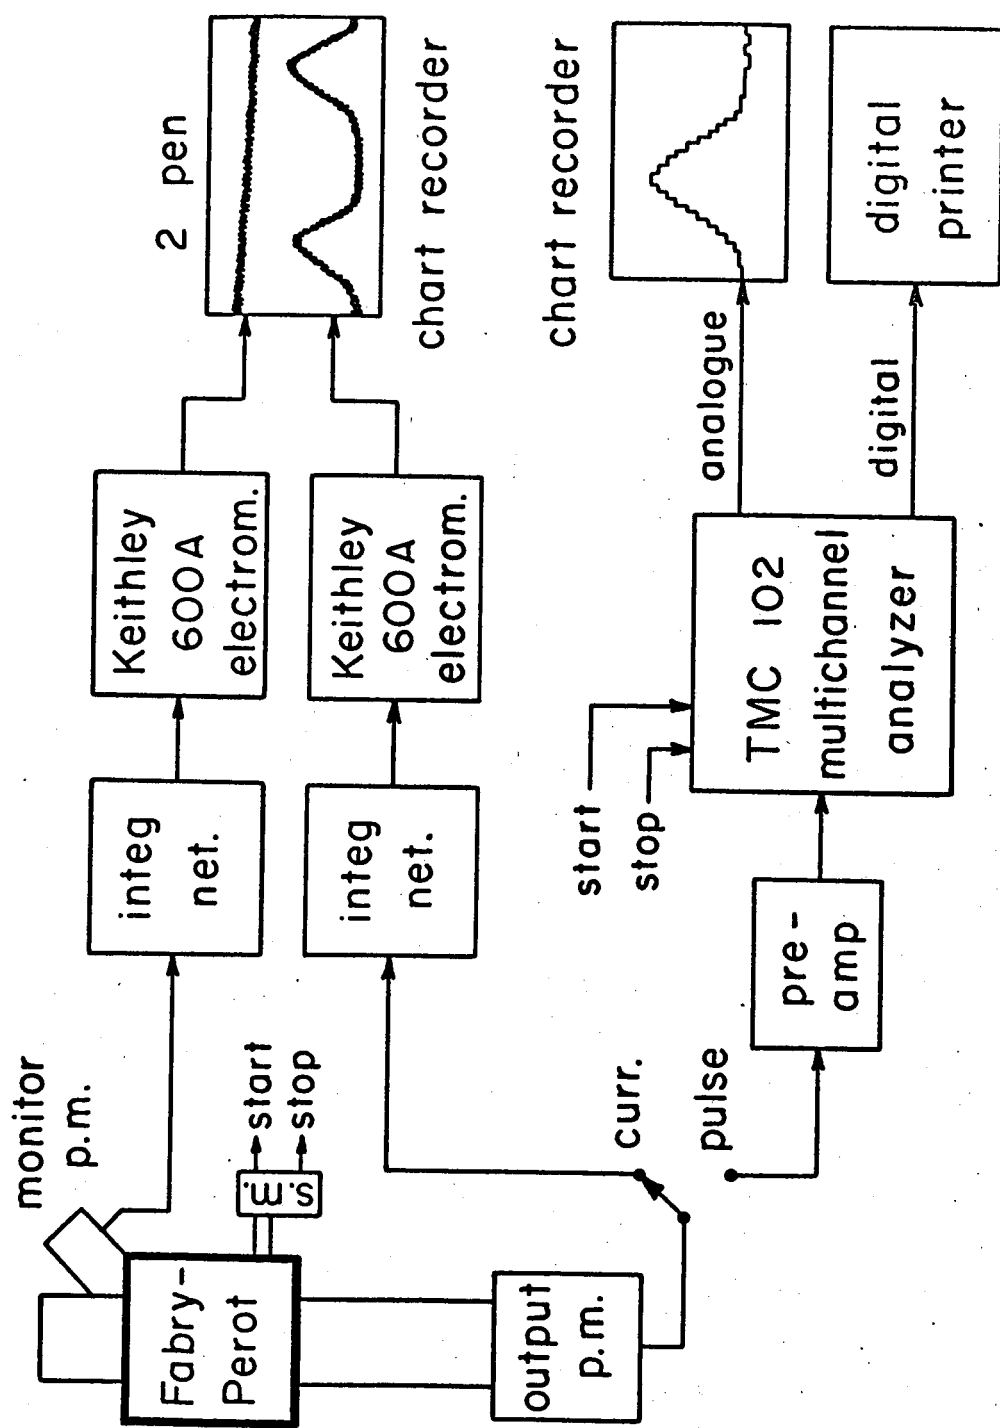 monitor
p.m.
Fabry-
Perot
s.m.
start
stop
output
p.m.
curr.
pulse
integ
net.
integ
net.
Keithley
600A
electrom.
Keithley
600A
electrom.
2 pen
chart recorder
pre-
amp
start
stop
TMC 102
multichannel
analyzer
analogue
digital
chart recorder
digital
printer